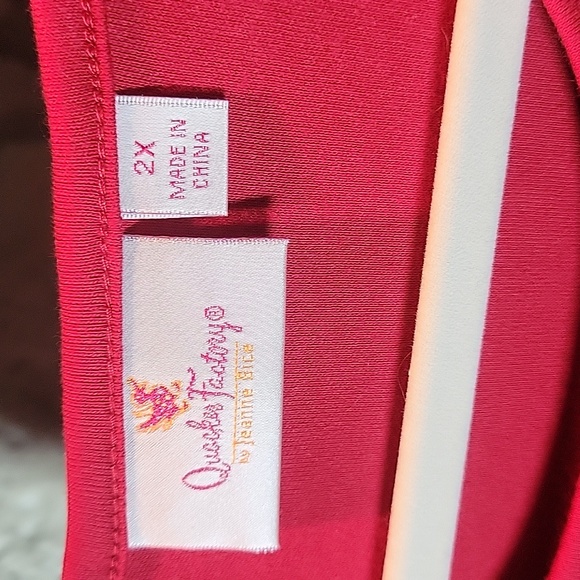 2X
MADE IN
CHINA
Quacker Factory®
by Jeanne Bice